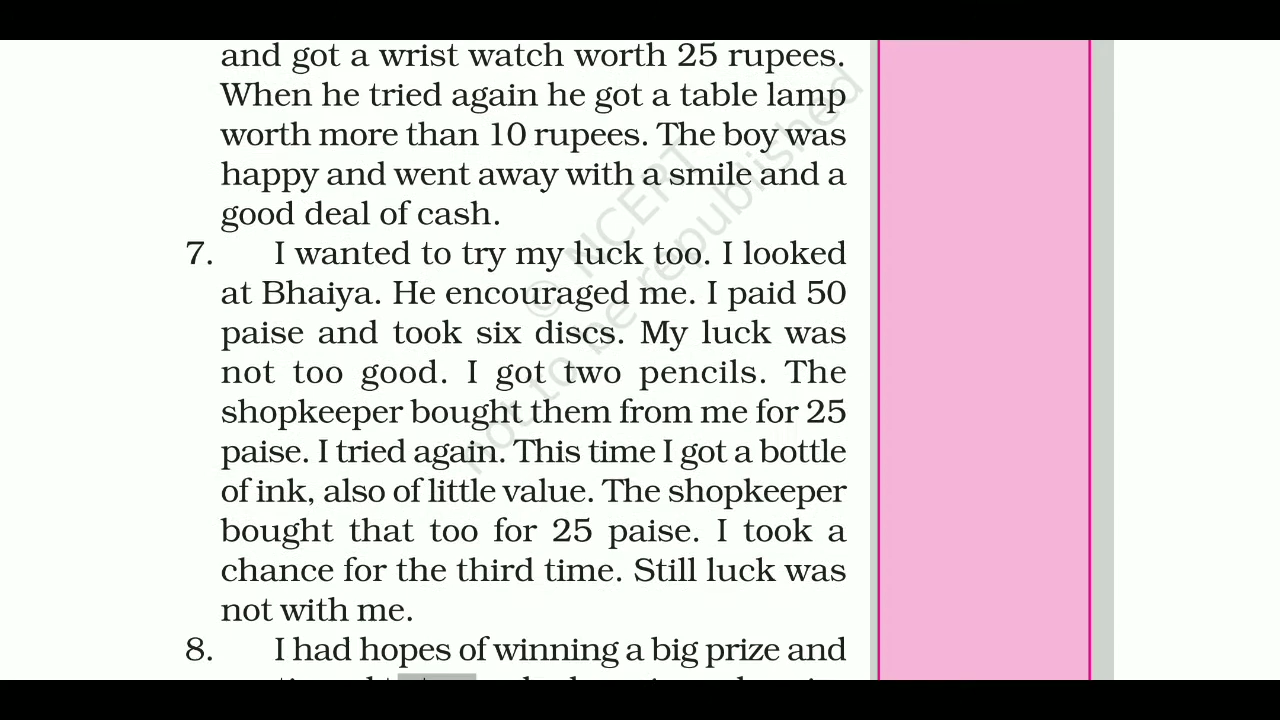 and got a wrist watch worth 25 rupees.
When he tried again he got a table lamp
worth more than 10 rupees. The boy was
happy and went away with a smile and a
good deal of cash.
7. I wanted to try my luck too. I looked
at Bhaiya. He encouraged me. I paid 50
paise and took six discs. My luck was
not too good. I got two pencils. The
shopkeeper bought them from me for 25
paise. I tried again. This time I got a bottle
of ink, also of little value. The shopkeeper
bought that too for 25 paise. I took a
chance for the third time. Still luck was
not with me.
8. I had hopes of winning a big prize and
© NCERT
not to be republished